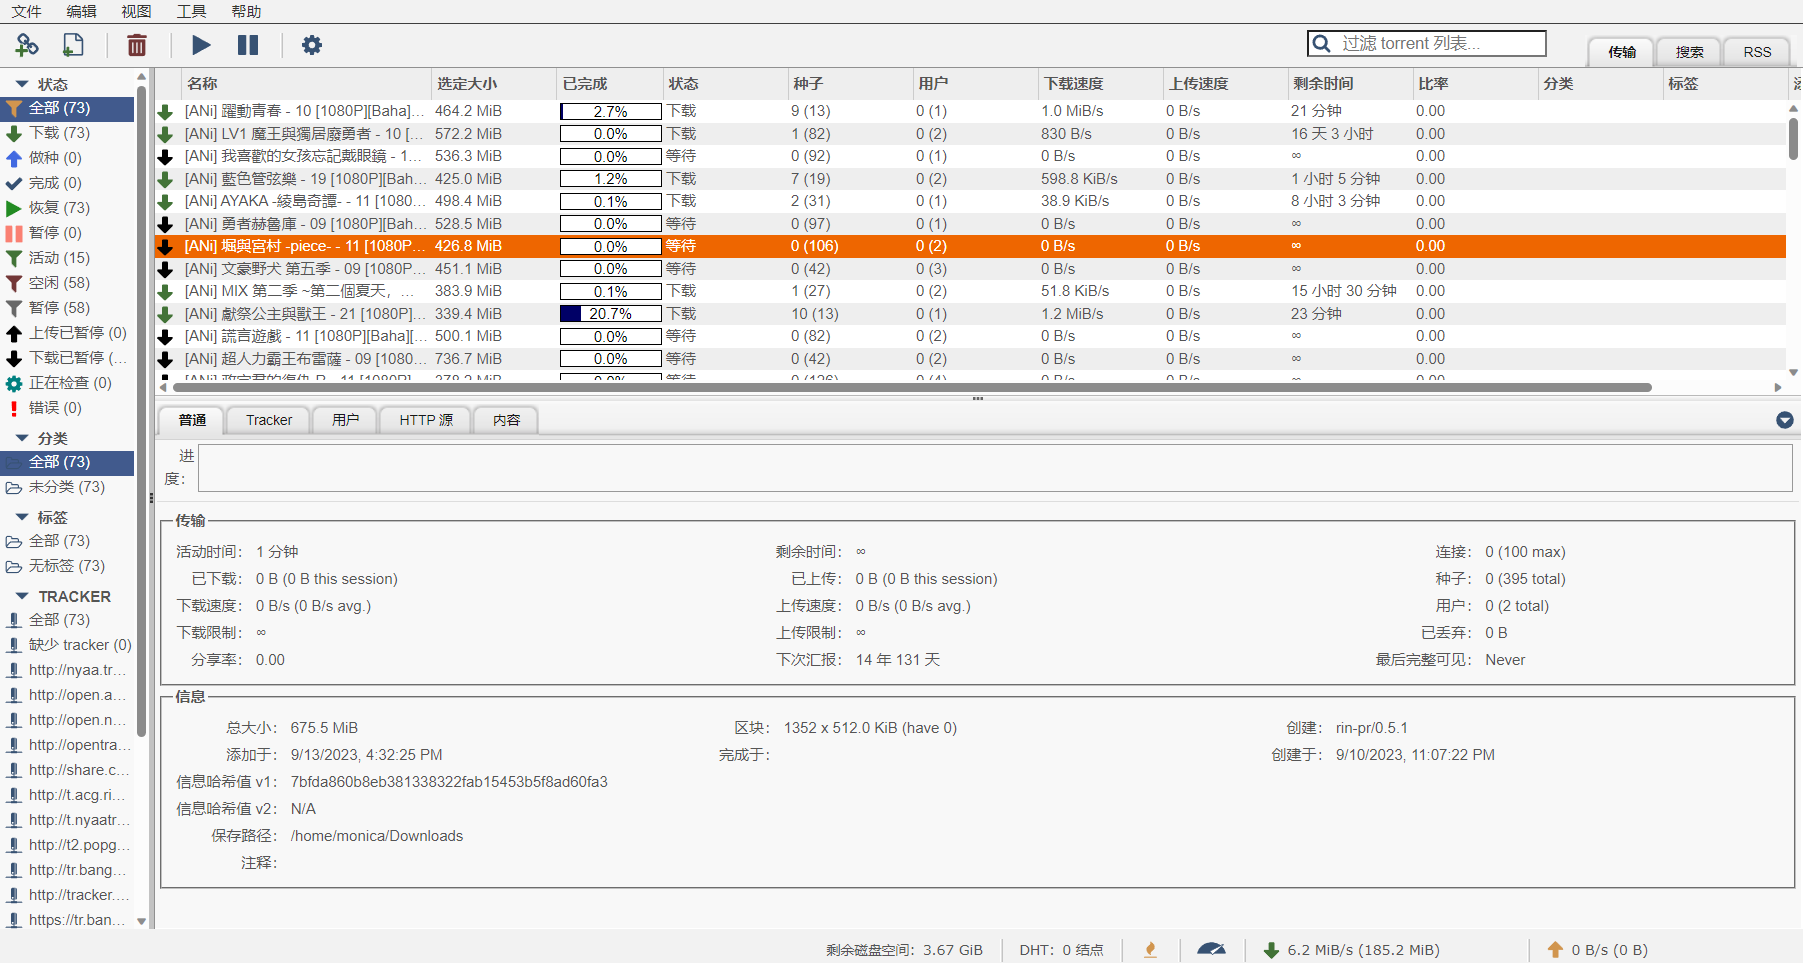 文件 编辑 视图 工具 帮助
过滤 torrent 列表...
传输 搜索 RSS
状态
全部 (73)
下载 (73)
做种 (0)
完成 (0)
恢复 (73)
暂停 (0)
活动 (15)
空闲 (58)
暂停 (58)
上传已暂停 (0)
下载已暂停 (...
正在检查 (0)
错误 (0)
分类
全部 (73)
未分类 (73)
标签
全部 (73)
无标签 (73)
TRACKER
全部 (73)
缺少 tracker (0)
http://nyaa.tr...
http://open.a...
http://open.n...
http://opentra...
http://share.c...
http://t.acg.ri...
http://t.nyaatr...
http://t2.popg...
http://tr.bang...
http://tracker....
https://tr.ban...
名称 选定大小 已完成 状态 种子 用户 下载速度 上传速度 剩余时间 比率 分类 标签
[ANi] 躍動青春 - 10 [1080P][Baha]... 464.2 MiB 2.7% 下载 9 (13) 0 (1) 1.0 MiB/s 0 B/s 21 分钟 0.00
[ANi] LV1 魔王與獨居廢勇者 - 10 [... 572.2 MiB 0.0% 下载 1 (82) 0 (2) 830 B/s 0 B/s 16 天 3 小时 0.00
[ANi] 我喜歡的女孩忘記戴眼鏡 - 1... 536.3 MiB 0.0% 等待 0 (92) 0 (1) 0 B/s 0 B/s ∞ 0.00
[ANi] 藍色管弦樂 - 19 [1080P][Bah... 425.0 MiB 1.2% 下载 7 (19) 0 (2) 598.8 KiB/s 0 B/s 1 小时 5 分钟 0.00
[ANi] AYAKA -綾島奇譚- - 11 [1080... 498.4 MiB 0.1% 下载 2 (31) 0 (1) 38.9 KiB/s 0 B/s 8 小时 3 分钟 0.00
[ANi] 勇者赫魯庫 - 09 [1080P][Bah... 528.5 MiB 0.0% 等待 0 (97) 0 (1) 0 B/s 0 B/s ∞ 0.00
[ANi] 堀與宮村 -piece- - 11 [1080P... 426.8 MiB 0.0% 等待 0 (106) 0 (2) 0 B/s 0 B/s ∞ 0.00
[ANi] 文豪野犬 第五季 - 09 [1080P... 451.1 MiB 0.0% 等待 0 (42) 0 (3) 0 B/s 0 B/s ∞ 0.00
[ANi] MIX 第二季 ~第二個夏天，... 383.9 MiB 0.1% 下载 1 (27) 0 (2) 51.8 KiB/s 0 B/s 15 小时 30 分钟 0.00
[ANi] 獻祭公主與獸王 - 21 [1080P]... 339.4 MiB 20.7% 下载 10 (13) 0 (1) 1.2 MiB/s 0 B/s 23 分钟 0.00
[ANi] 謊言遊戲 - 11 [1080P][Baha][... 500.1 MiB 0.0% 等待 0 (82) 0 (2) 0 B/s 0 B/s ∞ 0.00
[ANi] 超人力霸王布雷薩 - 09 [1080... 736.7 MiB 0.0% 等待 0 (42) 0 (2) 0 B/s 0 B/s ∞ 0.00
普通 Tracker 用户 HTTP 源 内容
进度：
传输
活动时间： 1 分钟 剩余时间： ∞ 连接： 0 (100 max)
已下载： 0 B (0 B this session) 已上传： 0 B (0 B this session) 种子： 0 (395 total)
下载速度： 0 B/s (0 B/s avg.) 上传速度： 0 B/s (0 B/s avg.) 用户： 0 (2 total)
下载限制： ∞ 上传限制： ∞ 已丢弃： 0 B
分享率： 0.00 下次汇报： 14 年 131 天 最后完整可见： Never
信息
总大小： 675.5 MiB 区块： 1352 x 512.0 KiB (have 0) 创建： rin-pr/0.5.1
添加于： 9/13/2023, 4:32:25 PM 完成于： 创建于： 9/10/2023, 11:07:22 PM
信息哈希值 v1： 7bfda860b8eb381338322fab15453b5f8ad60fa3
信息哈希值 v2： N/A
保存路径： /home/monica/Downloads
注释：
剩余磁盘空间：3.67 GiB DHT：0 结点 6.2 MiB/s (185.2 MiB) 0 B/s (0 B)